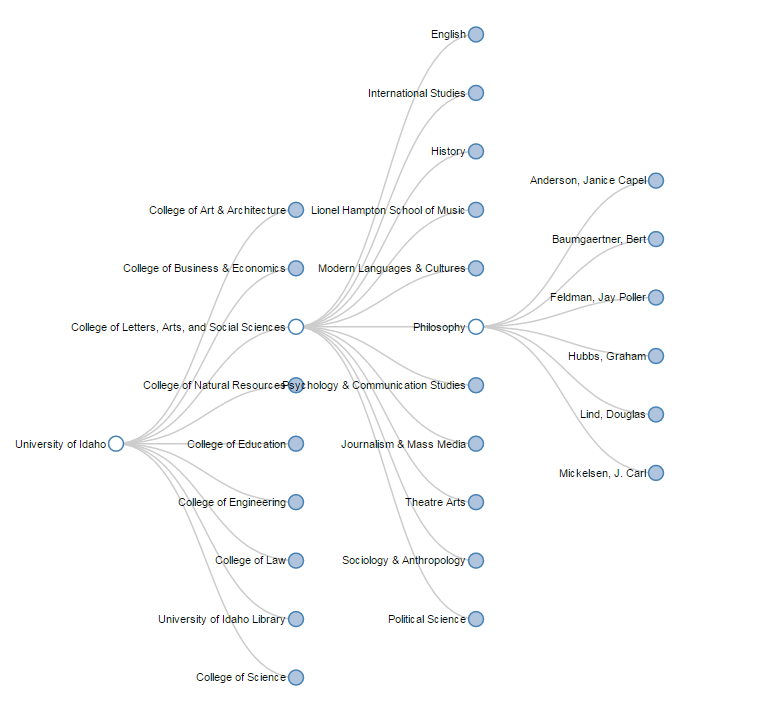 English
International Studies
History
Anderson, Janice Capel
College of Art & Architecture
Lionel Hampton School of Music
Baumgaertner, Bert
College of Business & Economics
Modern Languages & Cultures
Feldman, Jay Poller
College of Letters, Arts, and Social Sciences
Philosophy
Hubbs, Graham
College of Natural Resources
Psychology & Communication Studies
Lind, Douglas
University of Idaho
College of Education
Journalism & Mass Media
Mickelsen, J. Carl
College of Engineering
Theatre Arts
College of Law
Sociology & Anthropology
University of Idaho Library
Political Science
College of Science